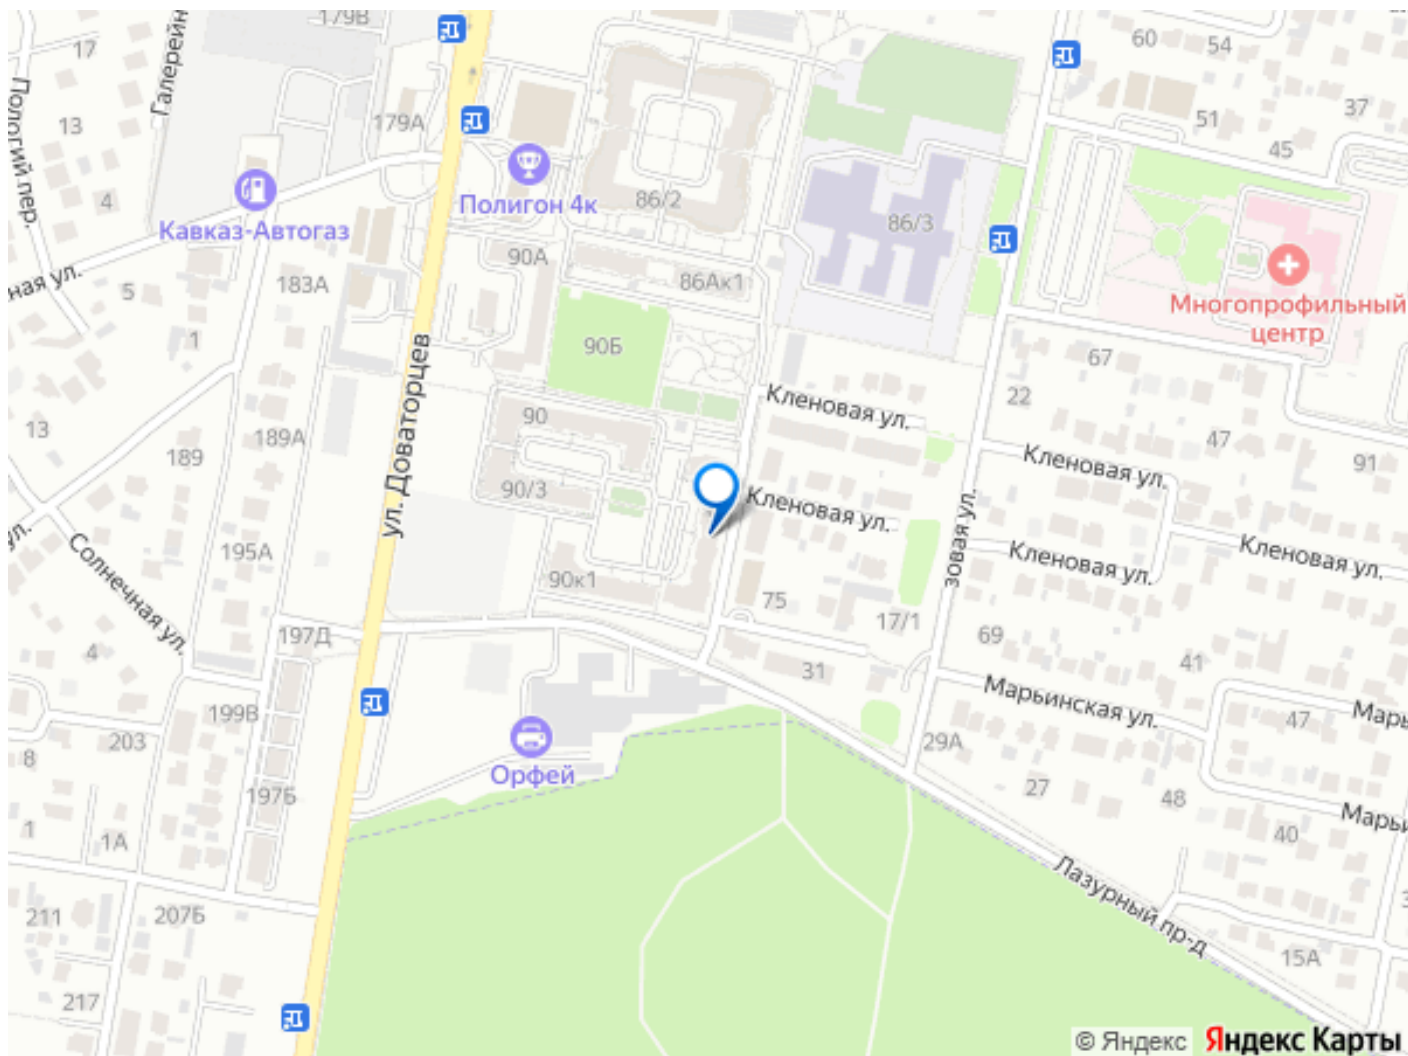 179В
17
Галерейн
60
54
37
51
45
13
179А
Пологий пер.
4
Полигон 4к
86/2
86/3
Кавказ-Автогаз
90А
86Ак1
ная ул.
5
183А
Многопрофильный
центр
1
90Б
67
22
ул. Доваторцев
Кленовая ул.
90
13
189А
47
189
Кленовая ул.
91
90/3
Кленовая ул.
ул.
зовая ул.
195А
Солнечная ул.
Кленовая ул.
Кленовая ул.
90к1
75
17/1
197Д
69
4
31
41
Марьинская ул.
199В
47
Марь
203
29А
8
Орфей
27
48
197Б
Марьи
1
1А
40
Лазурный пр-д
211
207Б
15А
217
© Яндекс Яндекс Карты